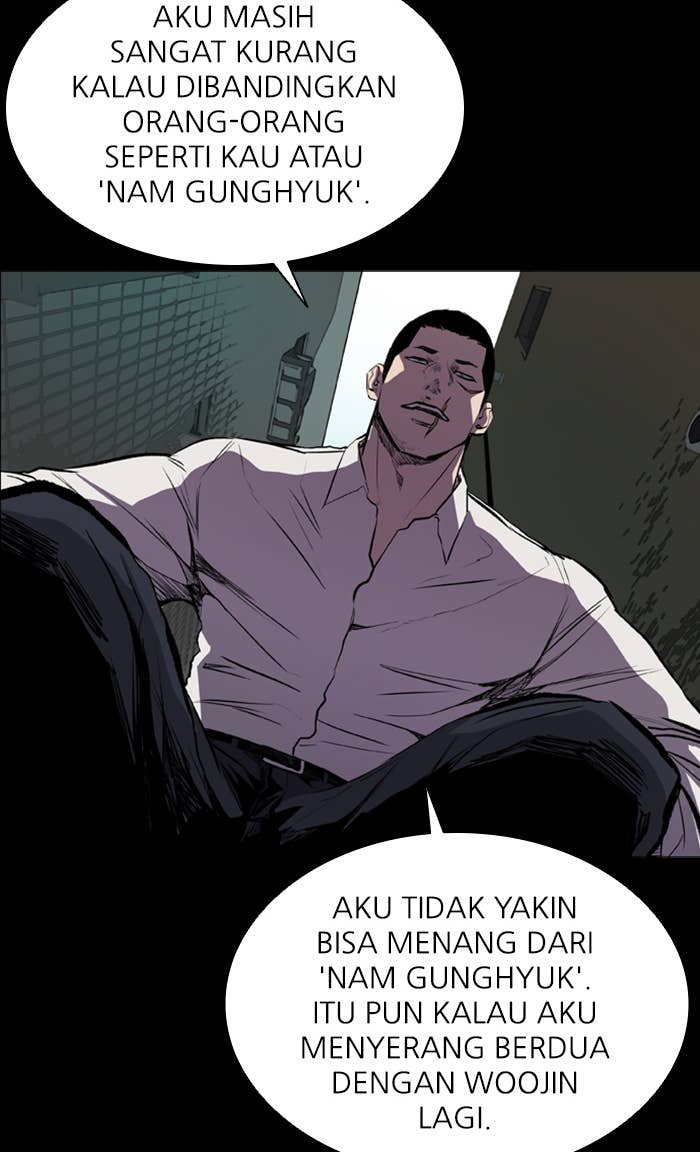 AKU MASIH
SANGAT KURANG
KALAU DIBANDINGKAN
ORANG-ORANG
SEPERTI KAU ATAU
'NAM GUNGHYUK'.
AKU TIDAK YAKIN
BISA MENANG DARI
'NAM GUNGHYUK'.
ITU PUN KALAU AKU
MENYERANG BERDUA
DENGAN WOOJIN
LAGI.